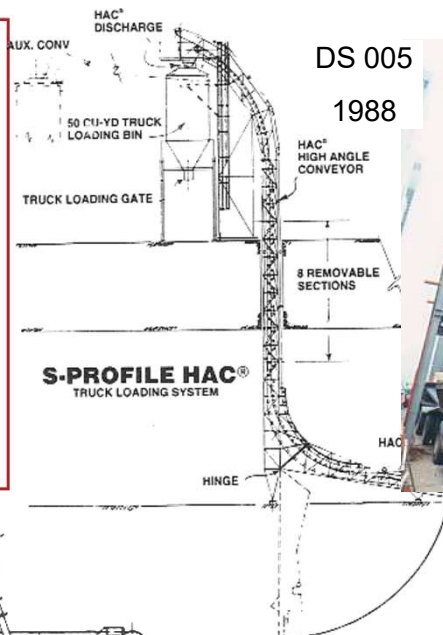 HAC®
DISCHARGE
AUX. CONV
DS 005
1988
50 CU-YD TRUCK
LOADING BIN
HAC®
HIGH ANGLE
CONVEYOR
TRUCK LOADING GATE
8 REMOVABLE
SECTIONS
S-PROFILE HAC®
TRUCK LOADING SYSTEM
HAC
HINGE